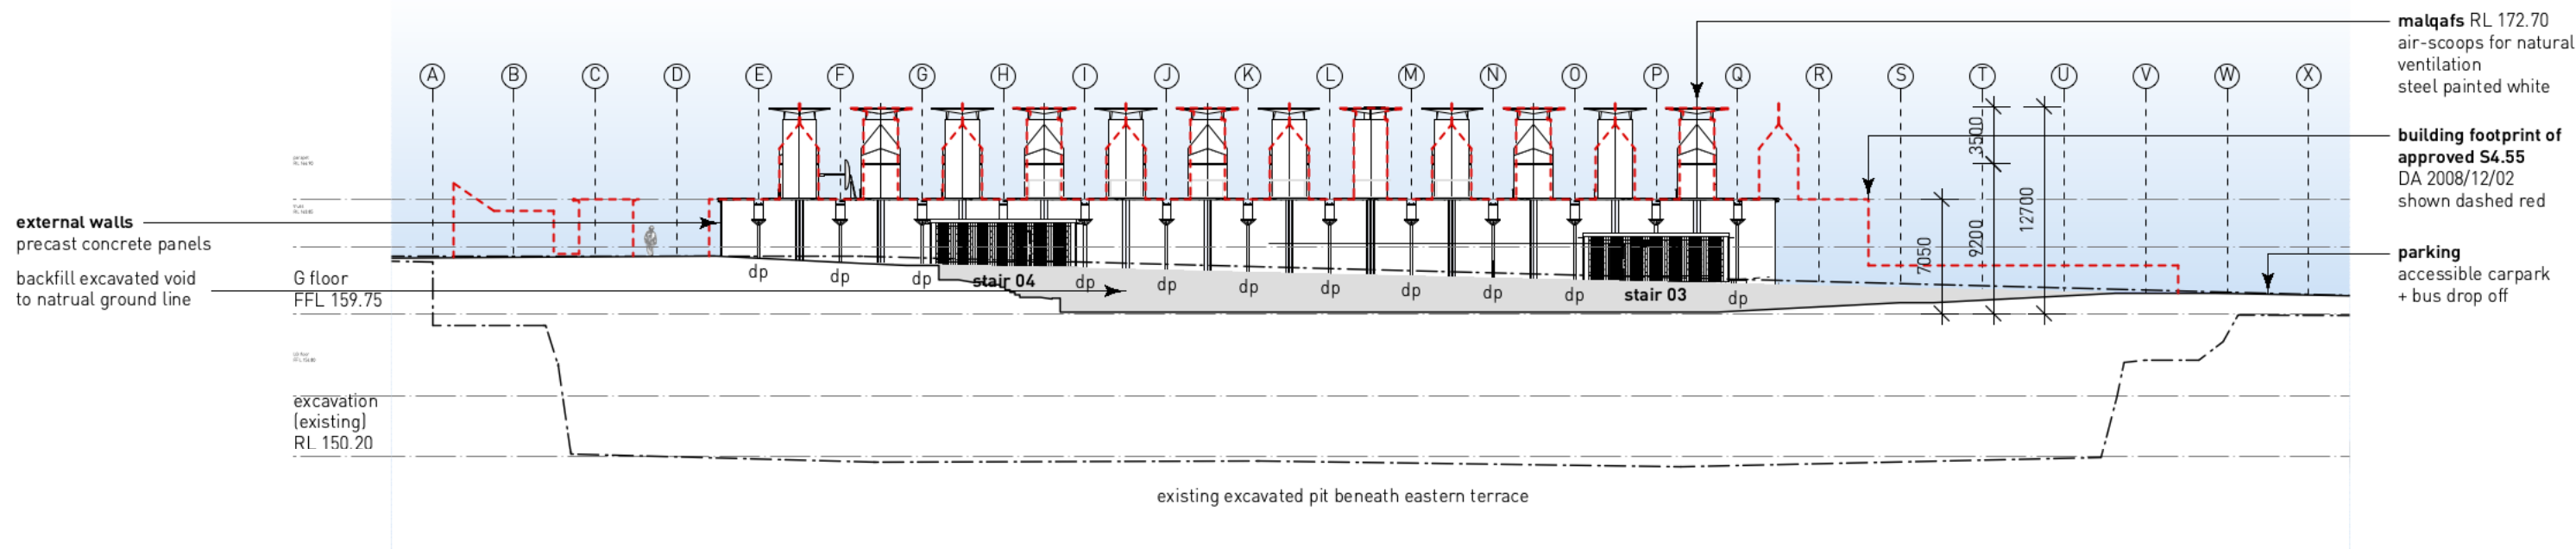 malqafs RL 172.70
air-scoops for natural
ventilation
steel painted white
A B C D E F G H I J K L M N O P Q R S T U V W X
building footprint of
approved S4.55
DA 2008/12/02
shown dashed red
3500
12700
9200
7050
external walls
precast concrete panels
backfill excavated void
to natrual ground line
G floor
FFL 159.75
parking
accessible carpark
+ bus drop off
dp dp dp stair 04 dp dp dp dp dp dp dp stair 03 dp
excavation
(existing)
RL 150.20
existing excavated pit beneath eastern terrace